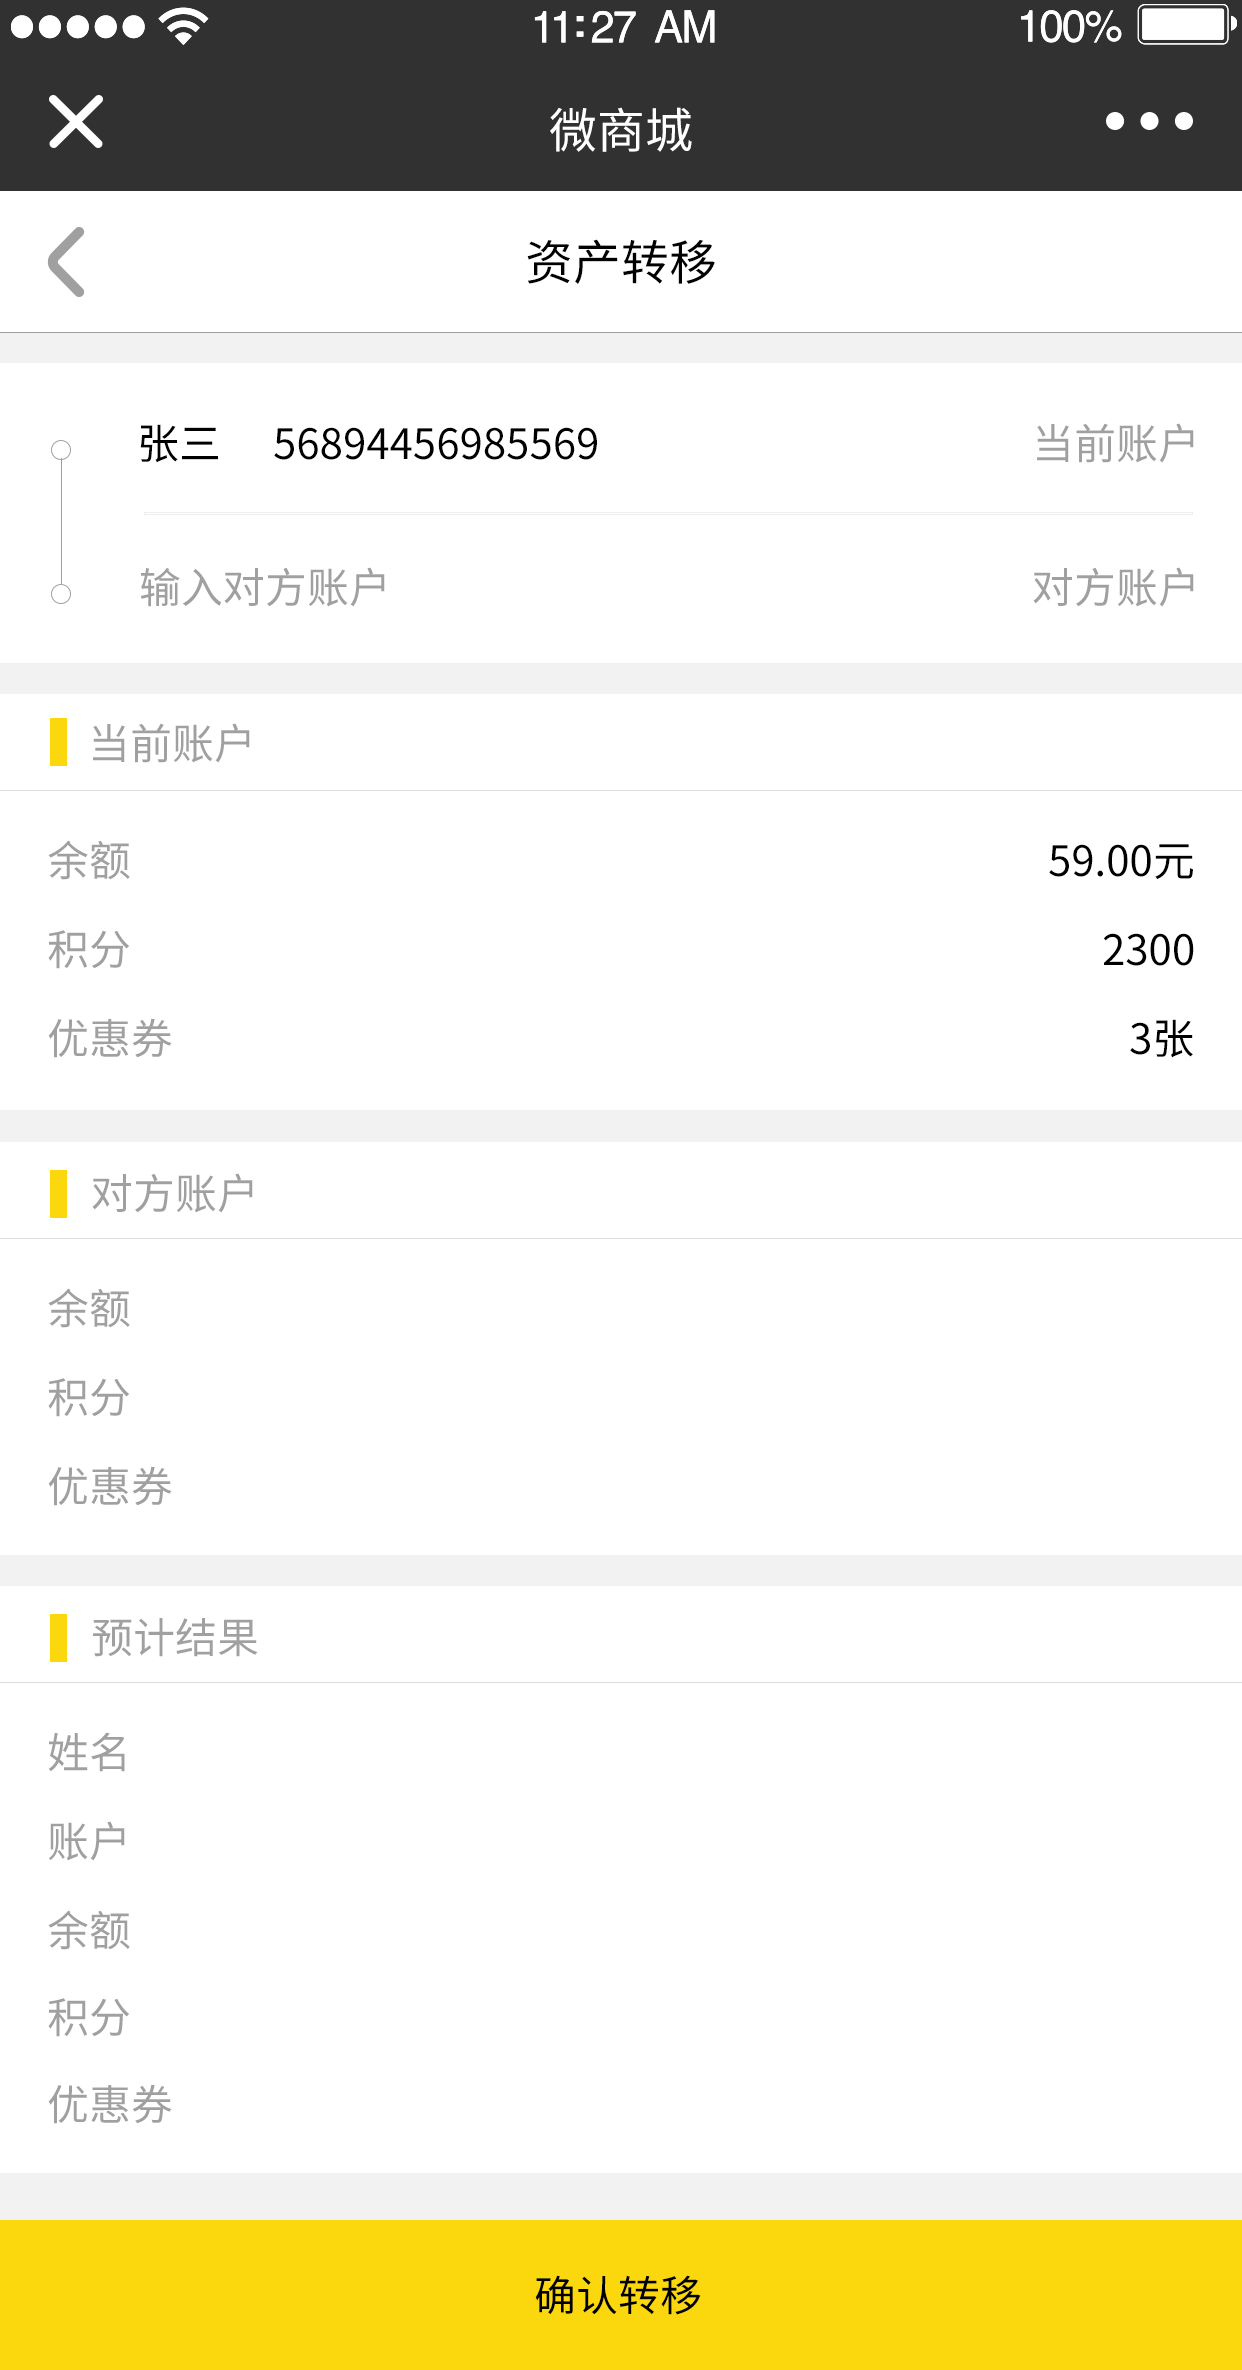 11:27 AM 100%
微商城
资产转移
张三 56894456985569 当前账户
输入对方账户 对方账户
当前账户
余额 59.00元
积分 2300
优惠券 3张
对方账户
余额
积分
优惠券
预计结果
姓名
账户
余额
积分
优惠券
确认转移